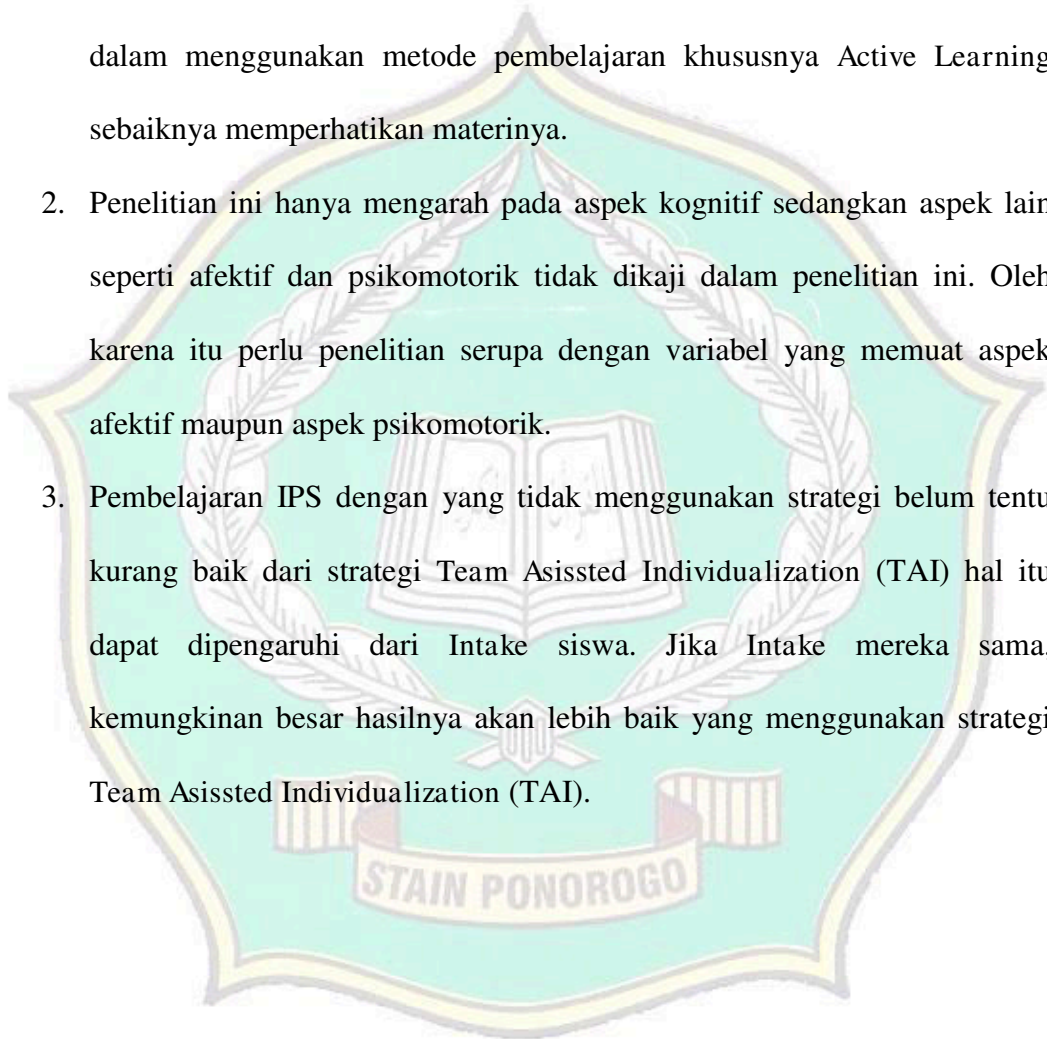 dalam menggunakan metode pembelajaran khususnya Active Learning
sebaiknya memperhatikan materinya.
2. Penelitian ini hanya mengarah pada aspek kognitif sedangkan aspek lain
seperti afektif dan psikomotorik tidak dikaji dalam penelitian ini. Oleh
karena itu perlu penelitian serupa dengan variabel yang memuat aspek
afektif maupun aspek psikomotorik.
3. Pembelajaran IPS dengan yang tidak menggunakan strategi belum tentu
kurang baik dari strategi Team Asissted Individualization (TAI) hal itu
dapat dipengaruhi dari Intake siswa. Jika Intake mereka sama,
kemungkinan besar hasilnya akan lebih baik yang menggunakan strategi
Team Asissted Individualization (TAI).
STAIN PONOROGO